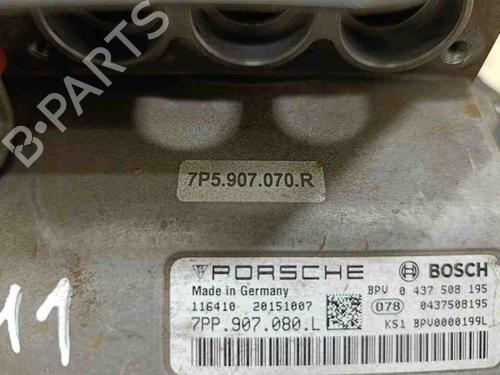 B-PARTS
7P5.907.070.R
PORSCHE BOSCH
Made in Germany BPV 0 437 508 195
116410 20151007 078 0437508195
7PP.907.080.L K51 BPV0000199L
11